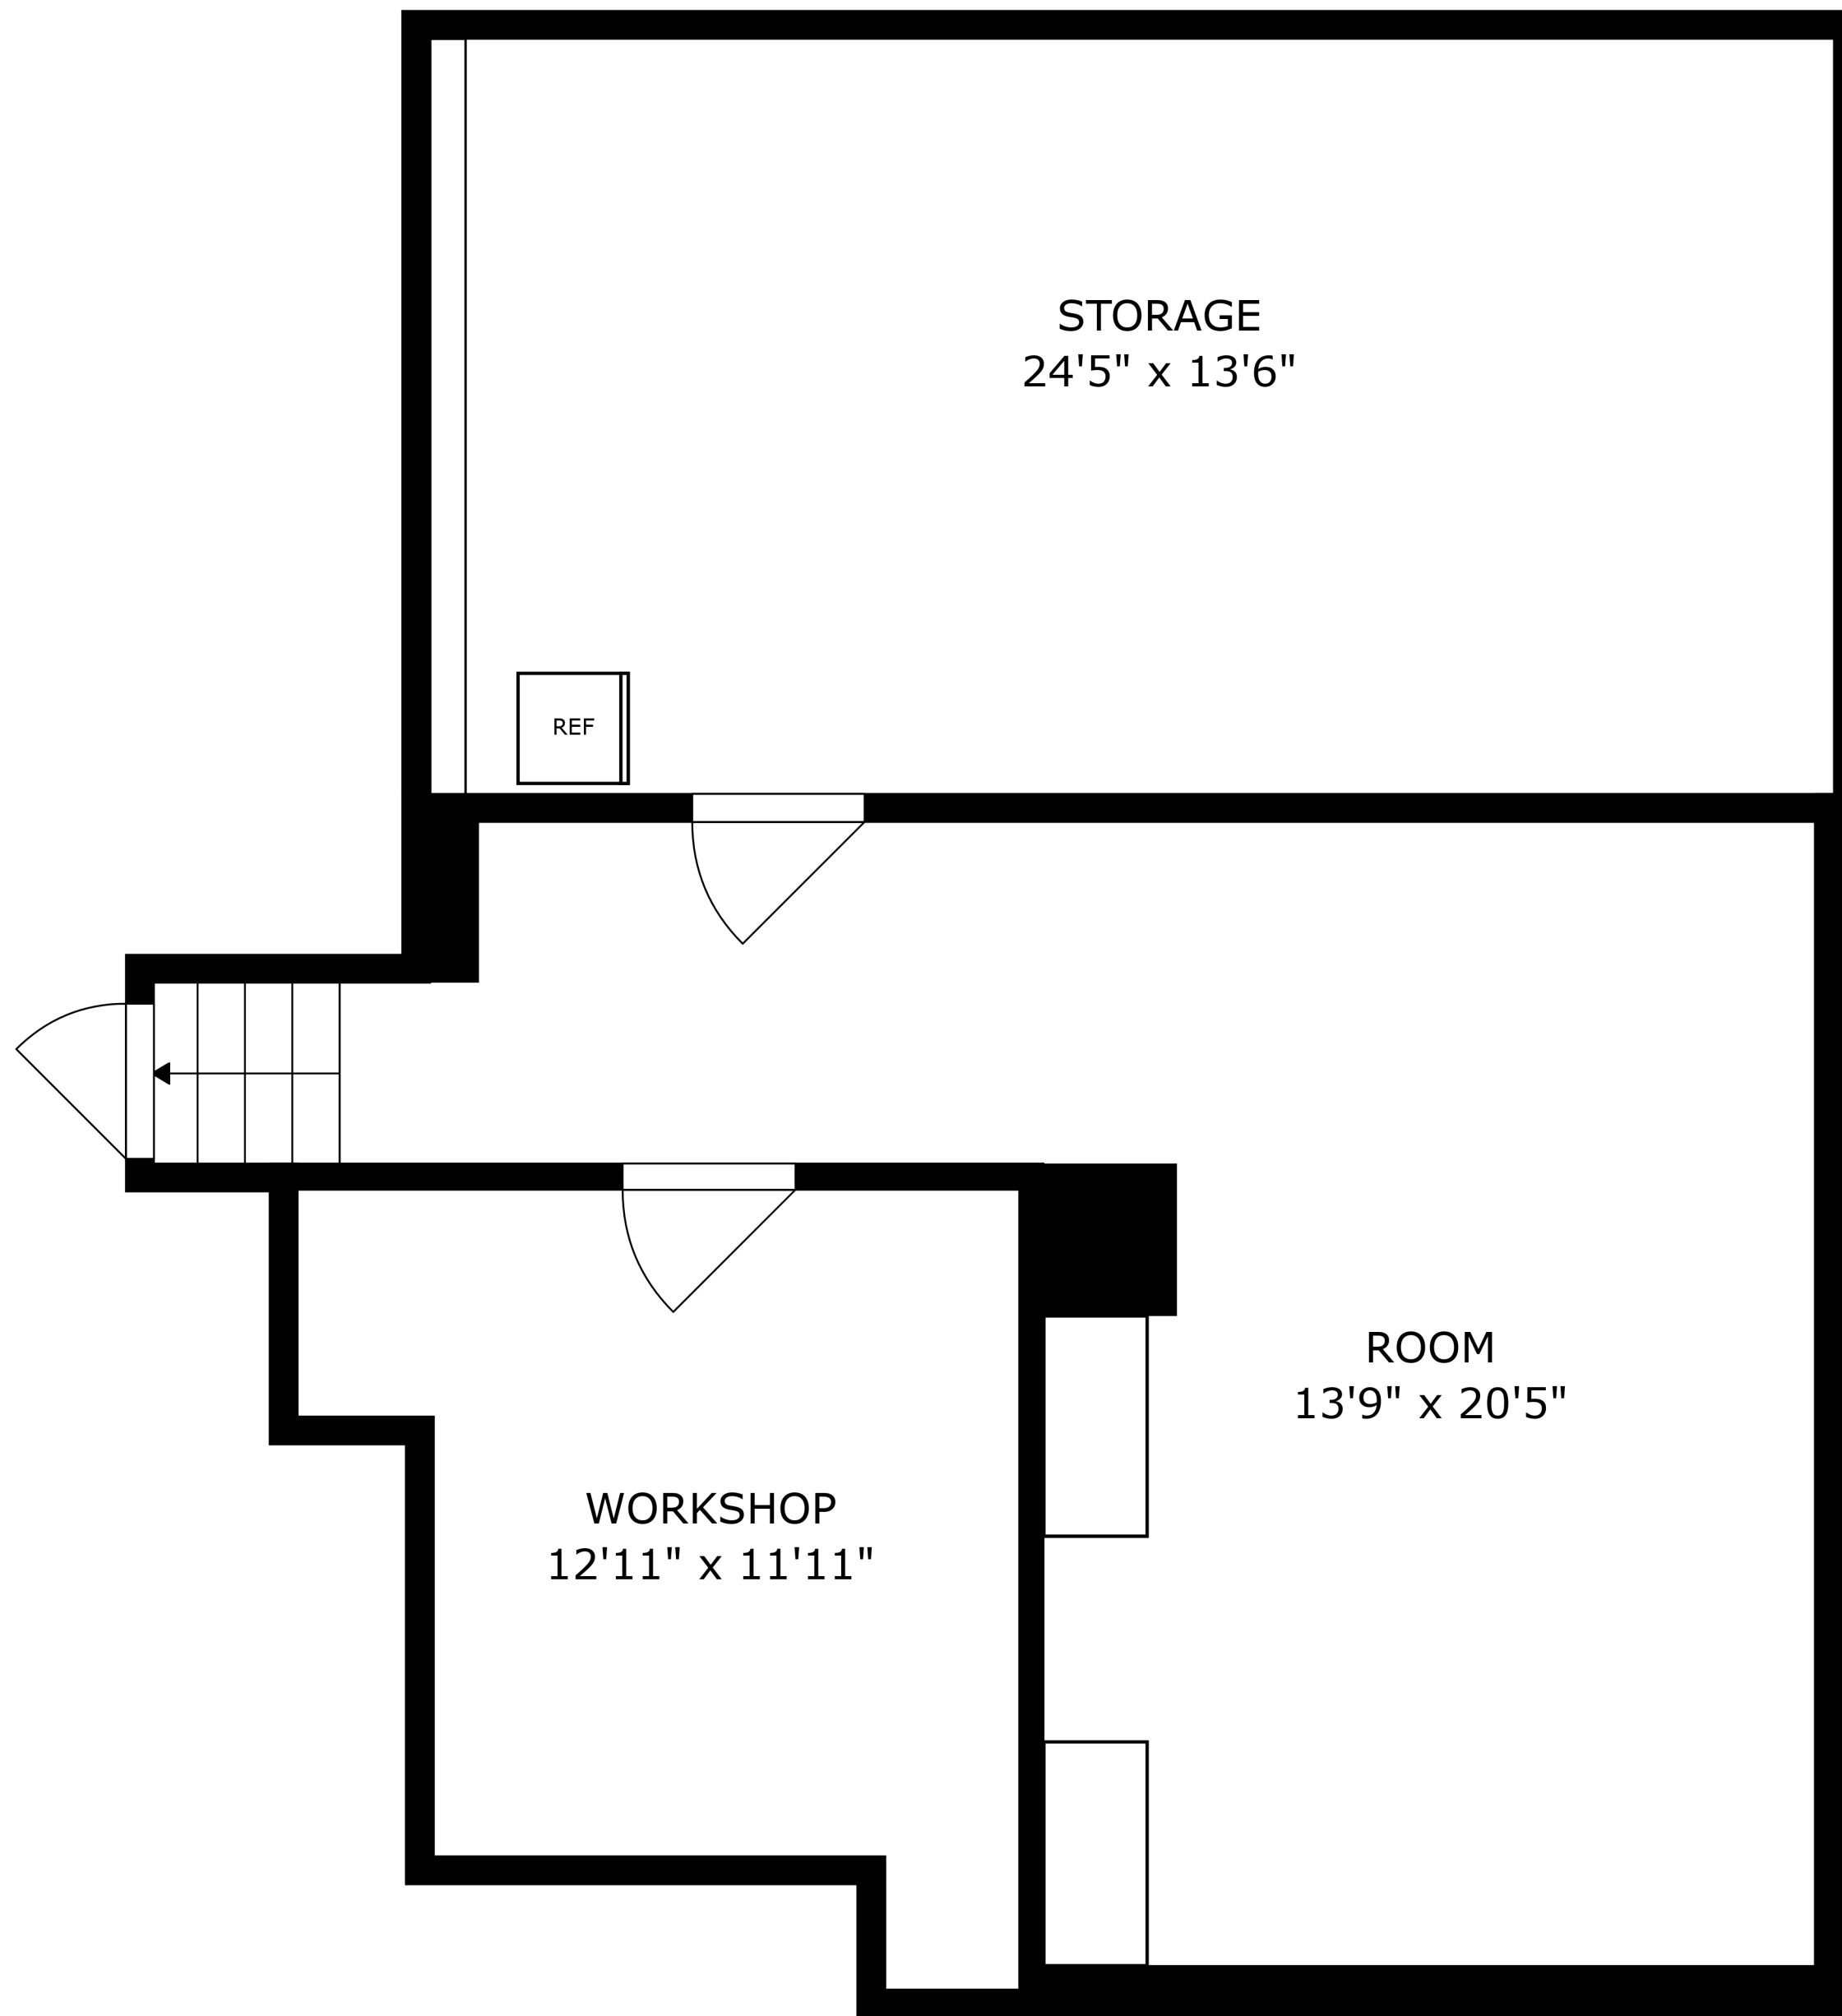 STORAGE
24'5" x 13'6"
REF
ROOM
13'9" x 20'5"
WORKSHOP
12'11" x 11'11"